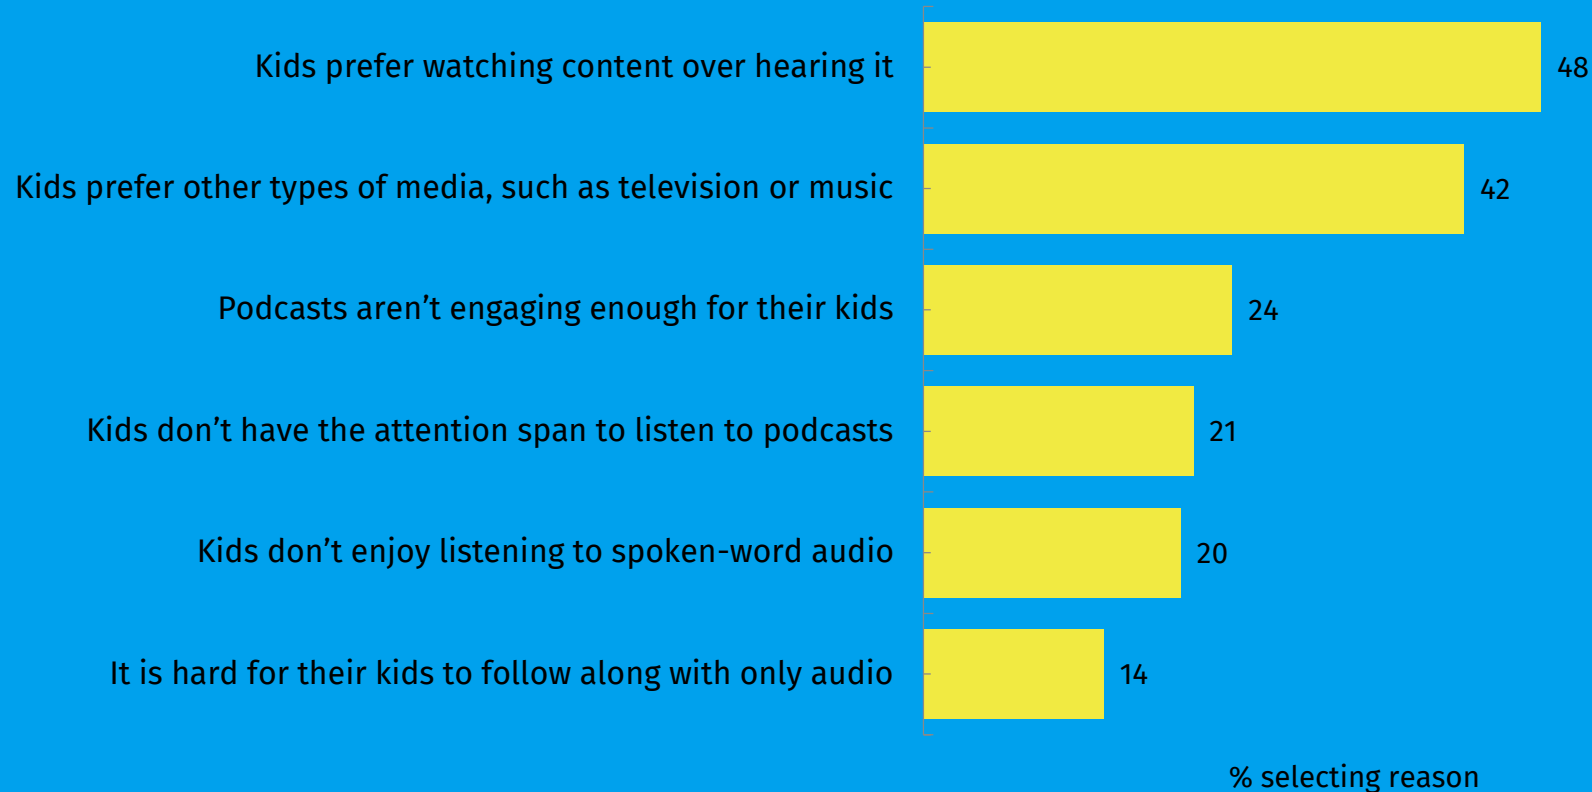 Kids prefer watching content over hearing it 48
Kids prefer other types of media, such as television or music 42
Podcasts aren’t engaging enough for their kids 24
Kids don’t have the attention span to listen to podcasts 21
Kids don’t enjoy listening to spoken-word audio 20
It is hard for their kids to follow along with only audio 14
% selecting reason